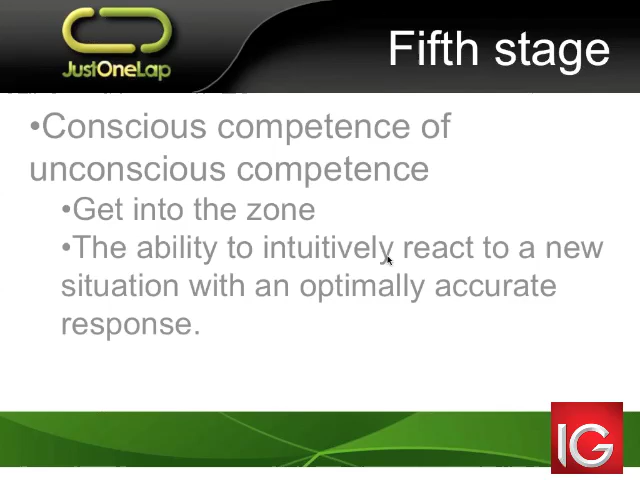 JustOneLap
Fifth stage
•Conscious competence of
unconscious competence
•Get into the zone
•The ability to intuitively react to a new
situation with an optimally accurate
response.
IG